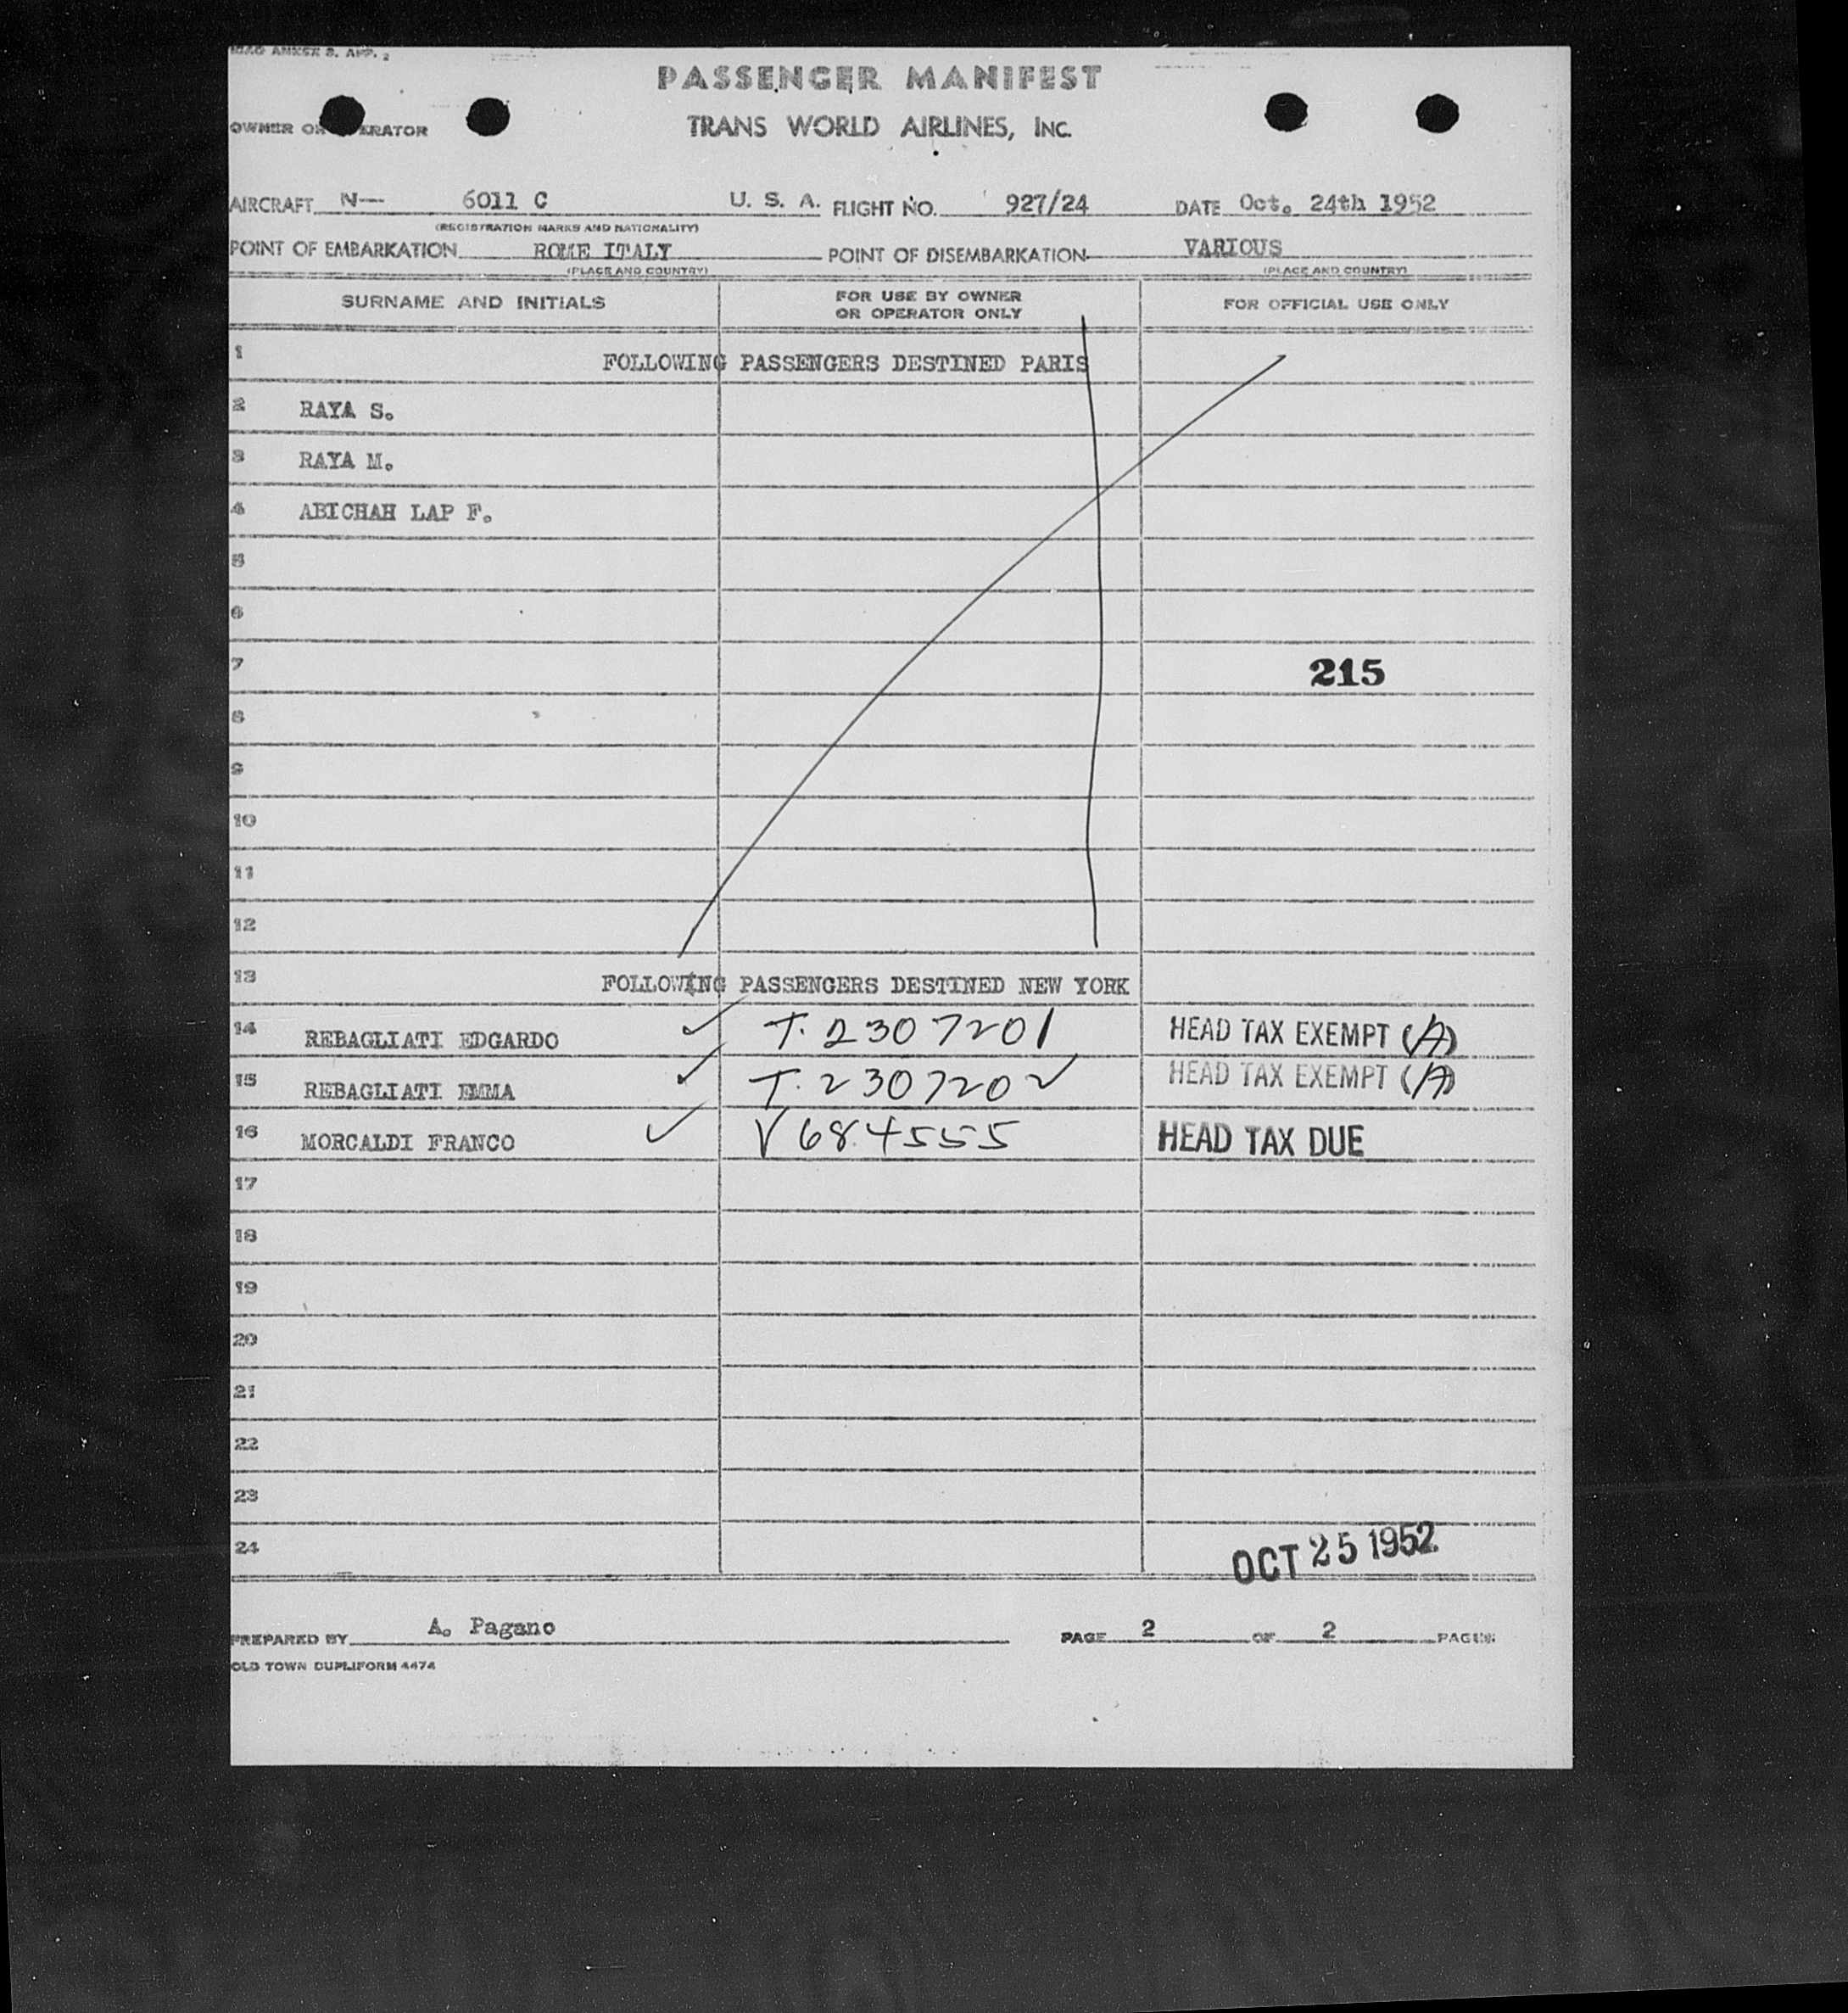 ICAO ANNEX 9. APP. 2
PASSENGER MANIFEST
OWNER OR OPERATOR
TRANS WORLD AIRLINES, INC.
AIRCRAFT N— 6011 C U. S. A. FLIGHT NO. 927/24 DATE Oct. 24th 1952
(REGISTRATION MARKS AND NATIONALITY)
POINT OF EMBARKATION ROME ITALY POINT OF DISEMBARKATION VARIOUS
(PLACE AND COUNTRY) (PLACE AND COUNTRY)
SURNAME AND INITIALS FOR USE BY OWNER OR OPERATOR ONLY FOR OFFICIAL USE ONLY
1 FOLLOWING PASSENGERS DESTINED PARIS
2 RAYA S.
3 RAYA M.
4 ABICHAH LAP F.
5
6
7 215
8
9
10
11
12
13 FOLLOWING PASSENGERS DESTINED NEW YORK
14 REBAGLIATI EDGARDO ✓ T. 2307201 HEAD TAX EXEMPT (A)
15 REBAGLIATI EMMA ✓ T. 2307202 HEAD TAX EXEMPT (A)
16 MORCALDI FRANCO ✓ V 684555 HEAD TAX DUE
17
18
19
20
21
22
23
24 OCT 25 1952
PREPARED BY A. Pagano PAGE 2 OF 2 PAGES
OLD TOWN DUPLIFORM 4474